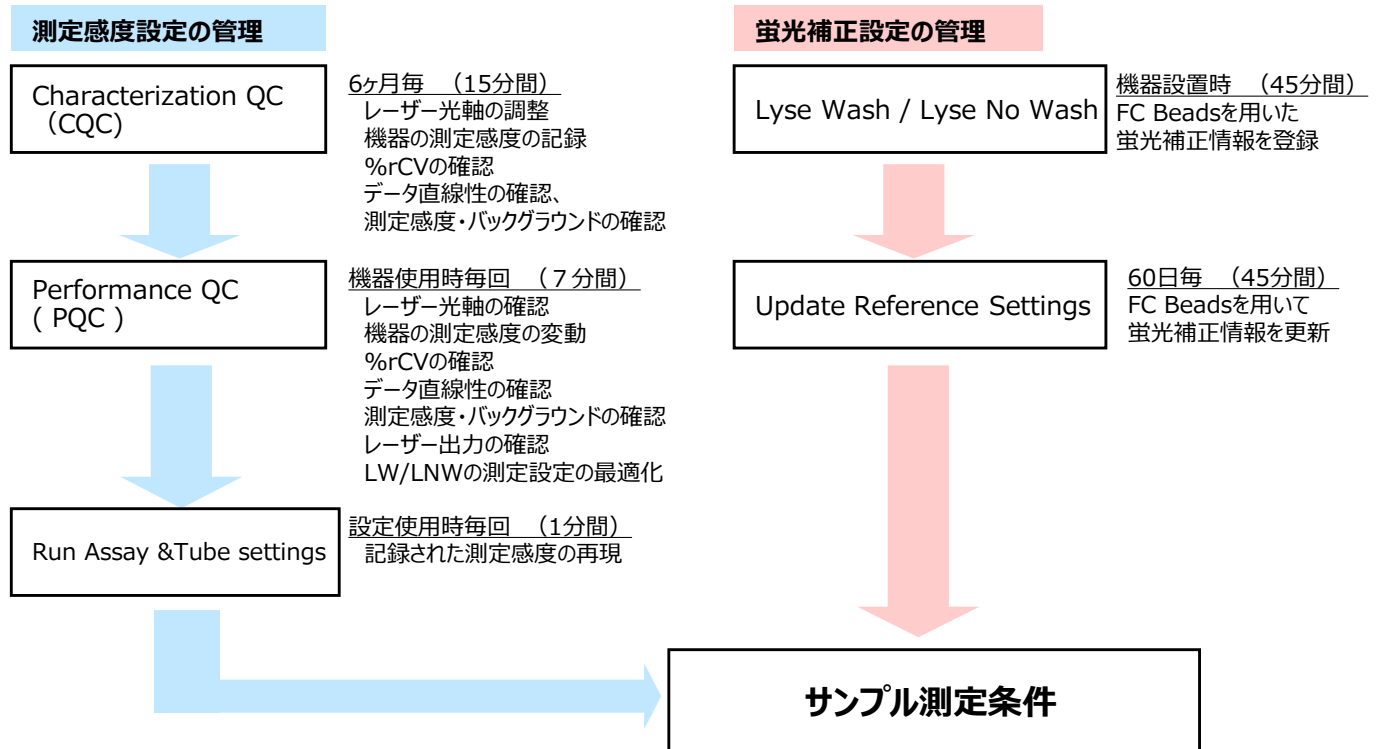 測定感度設定の管理
Characterization QC
（CQC)
6ヶ月毎　（15分間）
レーザー光軸の調整
機器の測定感度の記録
%rCVの確認
データ直線性の確認、
測定感度・バックグラウンドの確認
Performance QC
( PQC )
機器使用時毎回　（７分間）
レーザー光軸の確認
機器の測定感度の変動
%rCVの確認
データ直線性の確認
測定感度・バックグラウンドの確認
レーザー出力の確認
LW/LNWの測定設定の最適化
Run Assay &Tube settings
設定使用時毎回　（1分間）
記録された測定感度の再現
蛍光補正設定の管理
Lyse Wash / Lyse No Wash
機器設置時　（45分間）
FC Beadsを用いた
蛍光補正情報を登録
Update Reference Settings
60日毎　（45分間）
FC Beadsを用いて
蛍光補正情報を更新
サンプル測定条件